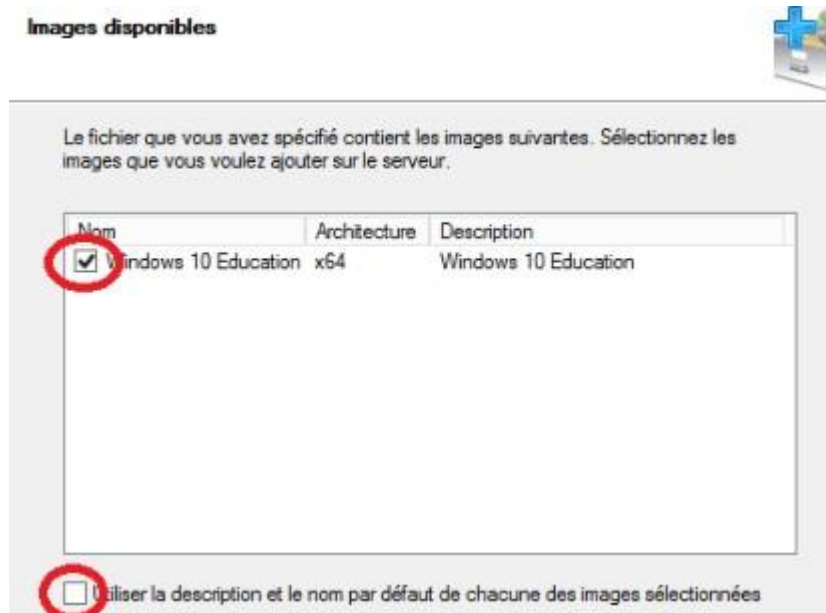 Images disponibles
Le fichier que vous avez spécifié contient les images suivantes. Sélectionnez les
images que vous voulez ajouter sur le serveur.
Nom Architecture Description
Windows 10 Education x64 Windows 10 Education
Utiliser la description et le nom par défaut de chacune des images sélectionnées